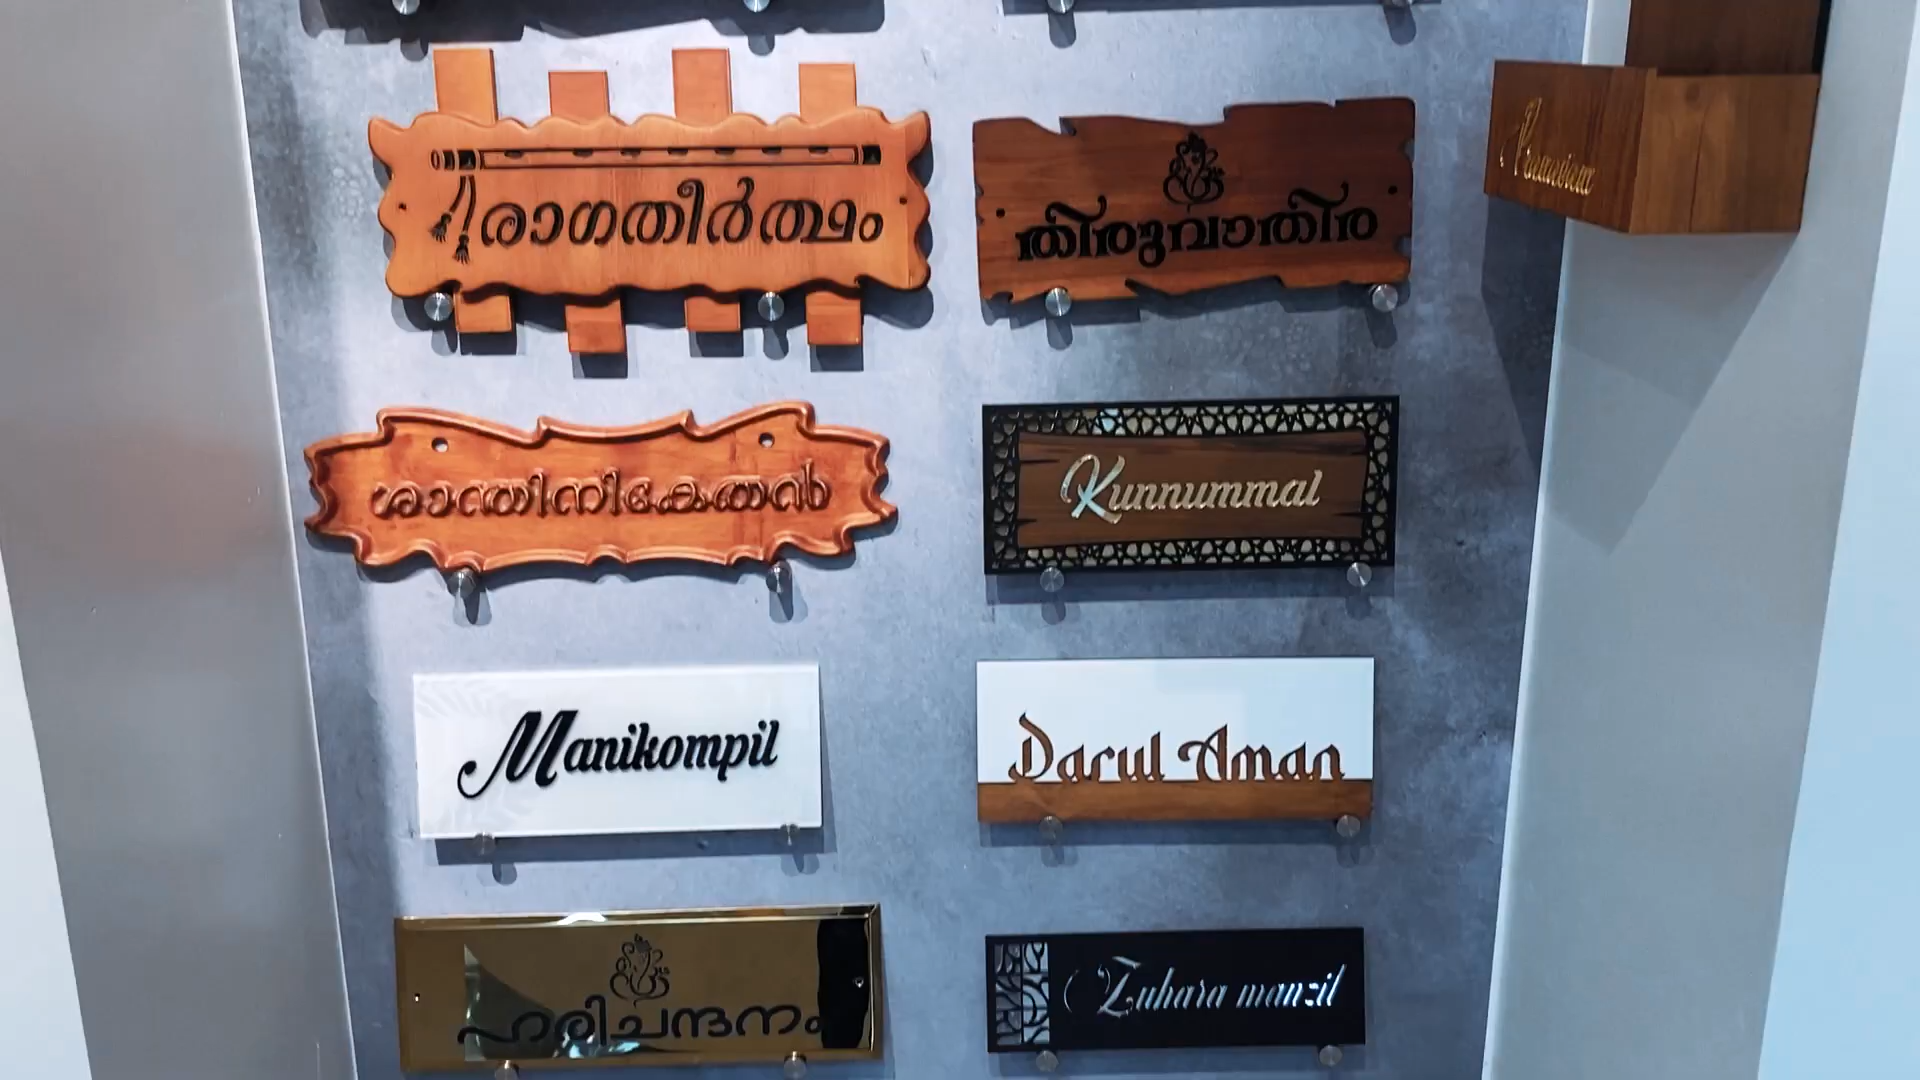 രാഗതീർത്ഥം
തിരുവാതിര
ശാന്തിനികേതൻ
Kunnummal
Manikompil
Darul Aman
ഹരിചന്ദനം
Zuhara manzil